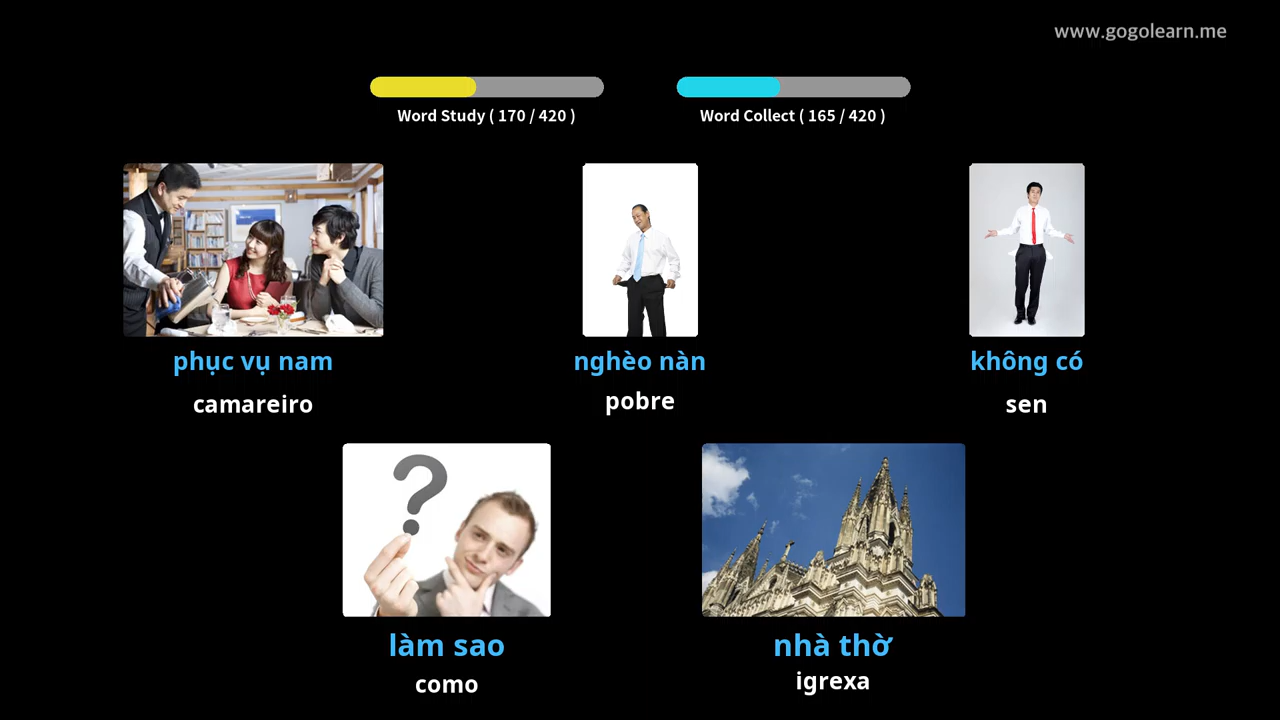 www.gogolearn.me
Word Study ( 170 / 420 )
Word Collect ( 165 / 420 )
phục vụ nam
camareiro
nghèo nàn
pobre
không có
sen
làm sao
como
nhà thờ
igrexa